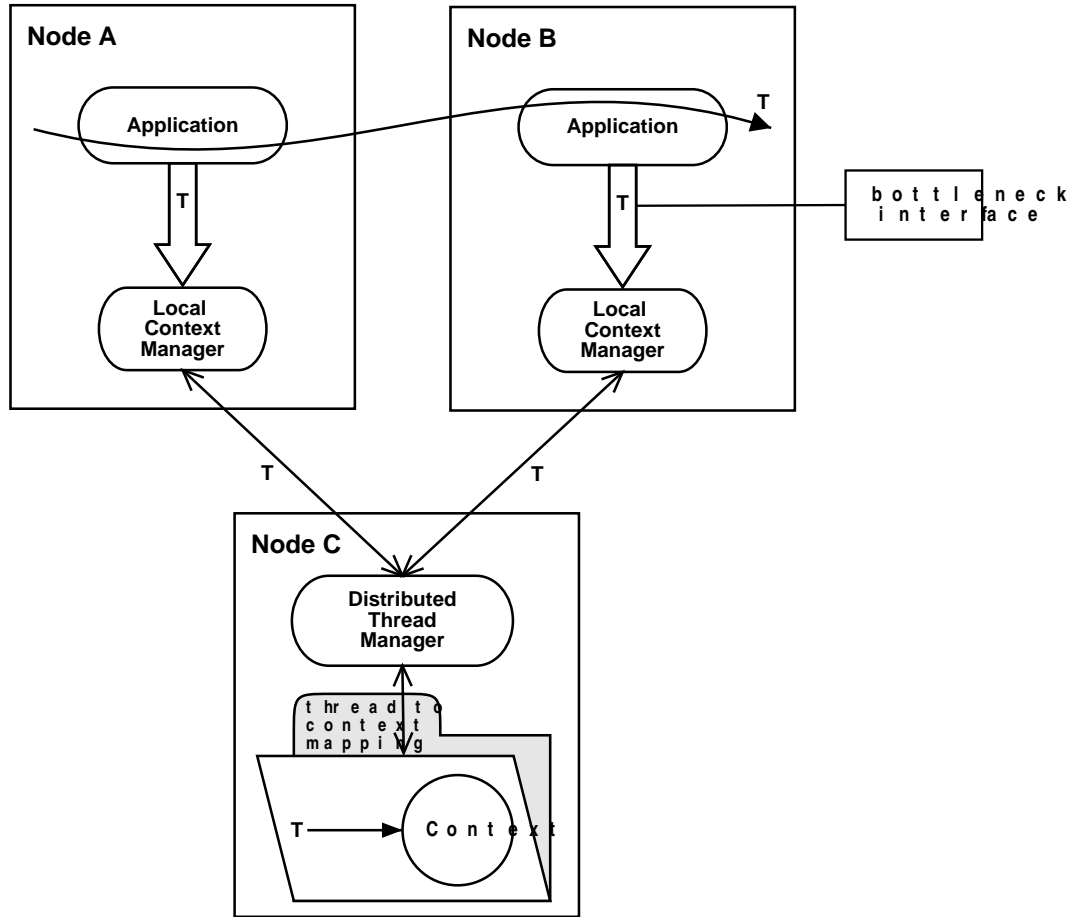 Node A
Application
T
Local
Context
Manager
Node B
T
Application
T
bottleneck
interface
Local
Context
Manager
T
T
Node C
Distributed
Thread
Manager
thread to
context
mapping
T
Context